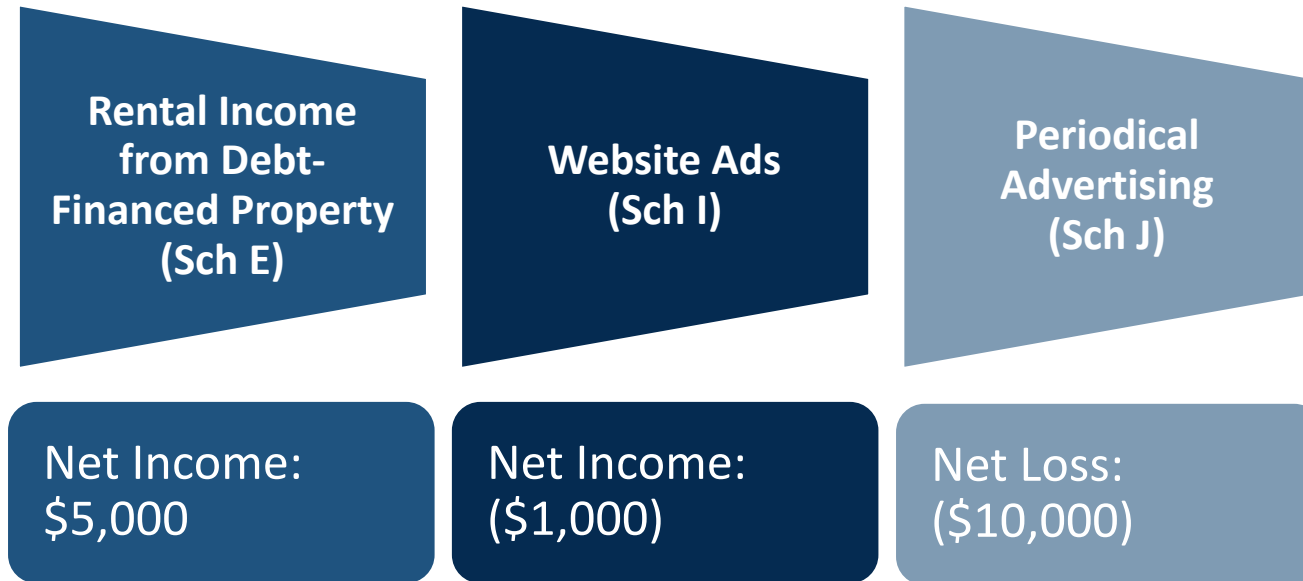 Rental Income
from Debt-
Financed Property
(Sch E)
Website Ads
(Sch I)
Periodical
Advertising
(Sch J)
Net Income:
$5,000
Net Income:
($1,000)
Net Loss:
($10,000)